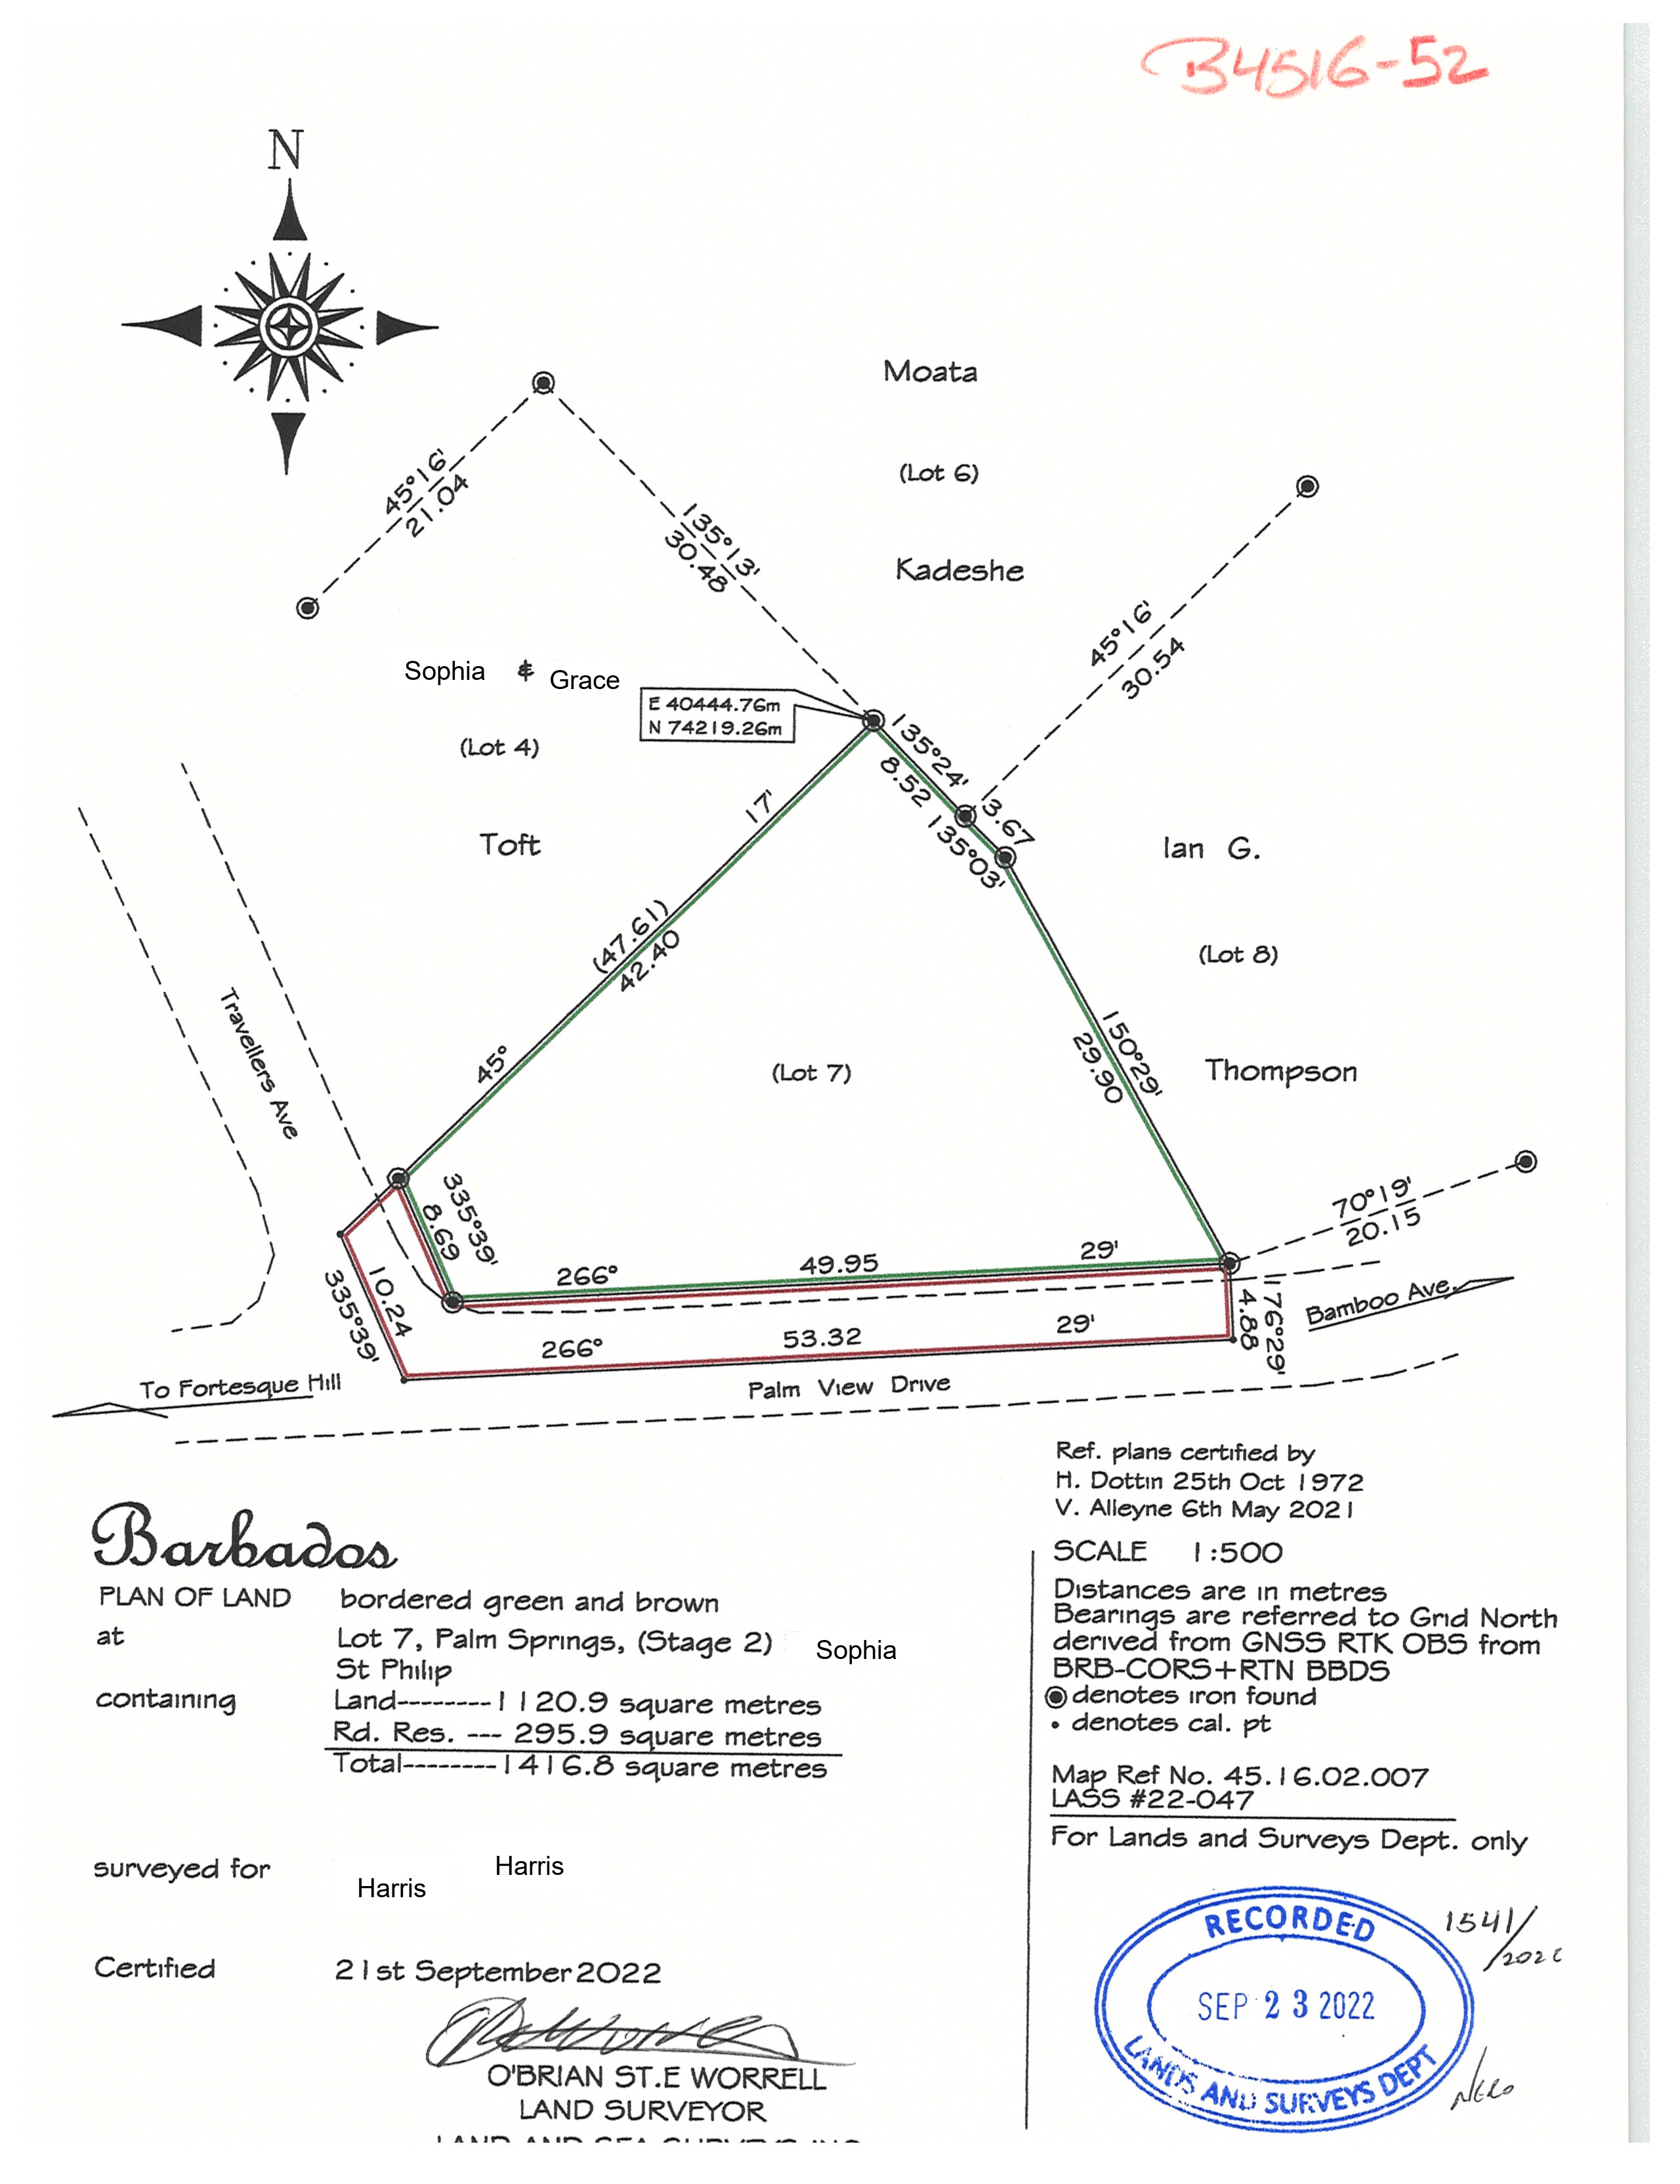 B4516-52
N
Moata
(Lot 6)
Kadeshe
45°16'
21.04
135°13'
30.48
45°16'
30.54
Sophia & Grace
(Lot 4)
Toft
E 40444.76m
N 74219.26m
135°24'
8.52
3.67
135°03'
17'
(47.61)
42.40
45°
Ian G.
(Lot 8)
Thompson
150°29'
29.90
(Lot 7)
Travellers Ave
335°39'
8.69
10.24
335°39'
266° 49.95 29'
266° 53.32 29'
70°19'
20.15
176°29'
4.88
Bamboo Ave.
To Fortesque Hill
Palm View Drive
Ref. plans certified by
H. Dottin 25th Oct 1972
V. Alleyne 6th May 2021
SCALE 1:500
Distances are in metres
Bearings are referred to Grid North
derived from GNSS RTK OBS from
BRB-CORS+RTN BBDS
denotes iron found
• denotes cal. pt
Map Ref No. 45.16.02.007
LASS #22-047
For Lands and Surveys Dept. only
Barbados
PLAN OF LAND bordered green and brown
at Lot 7, Palm Springs, (Stage 2) Sophia
St Philip
containing Land--------1120.9 square metres
Rd. Res. --- 295.9 square metres
Total--------1416.8 square metres
surveyed for Harris Harris
Certified 21st September 2022
O'BRIAN ST.E WORRELL
LAND SURVEYOR
LAND AND SEA SURVEYS INC
RECORDED
SEP 23 2022
LANDS AND SURVEYS DEPT
1541/
2022